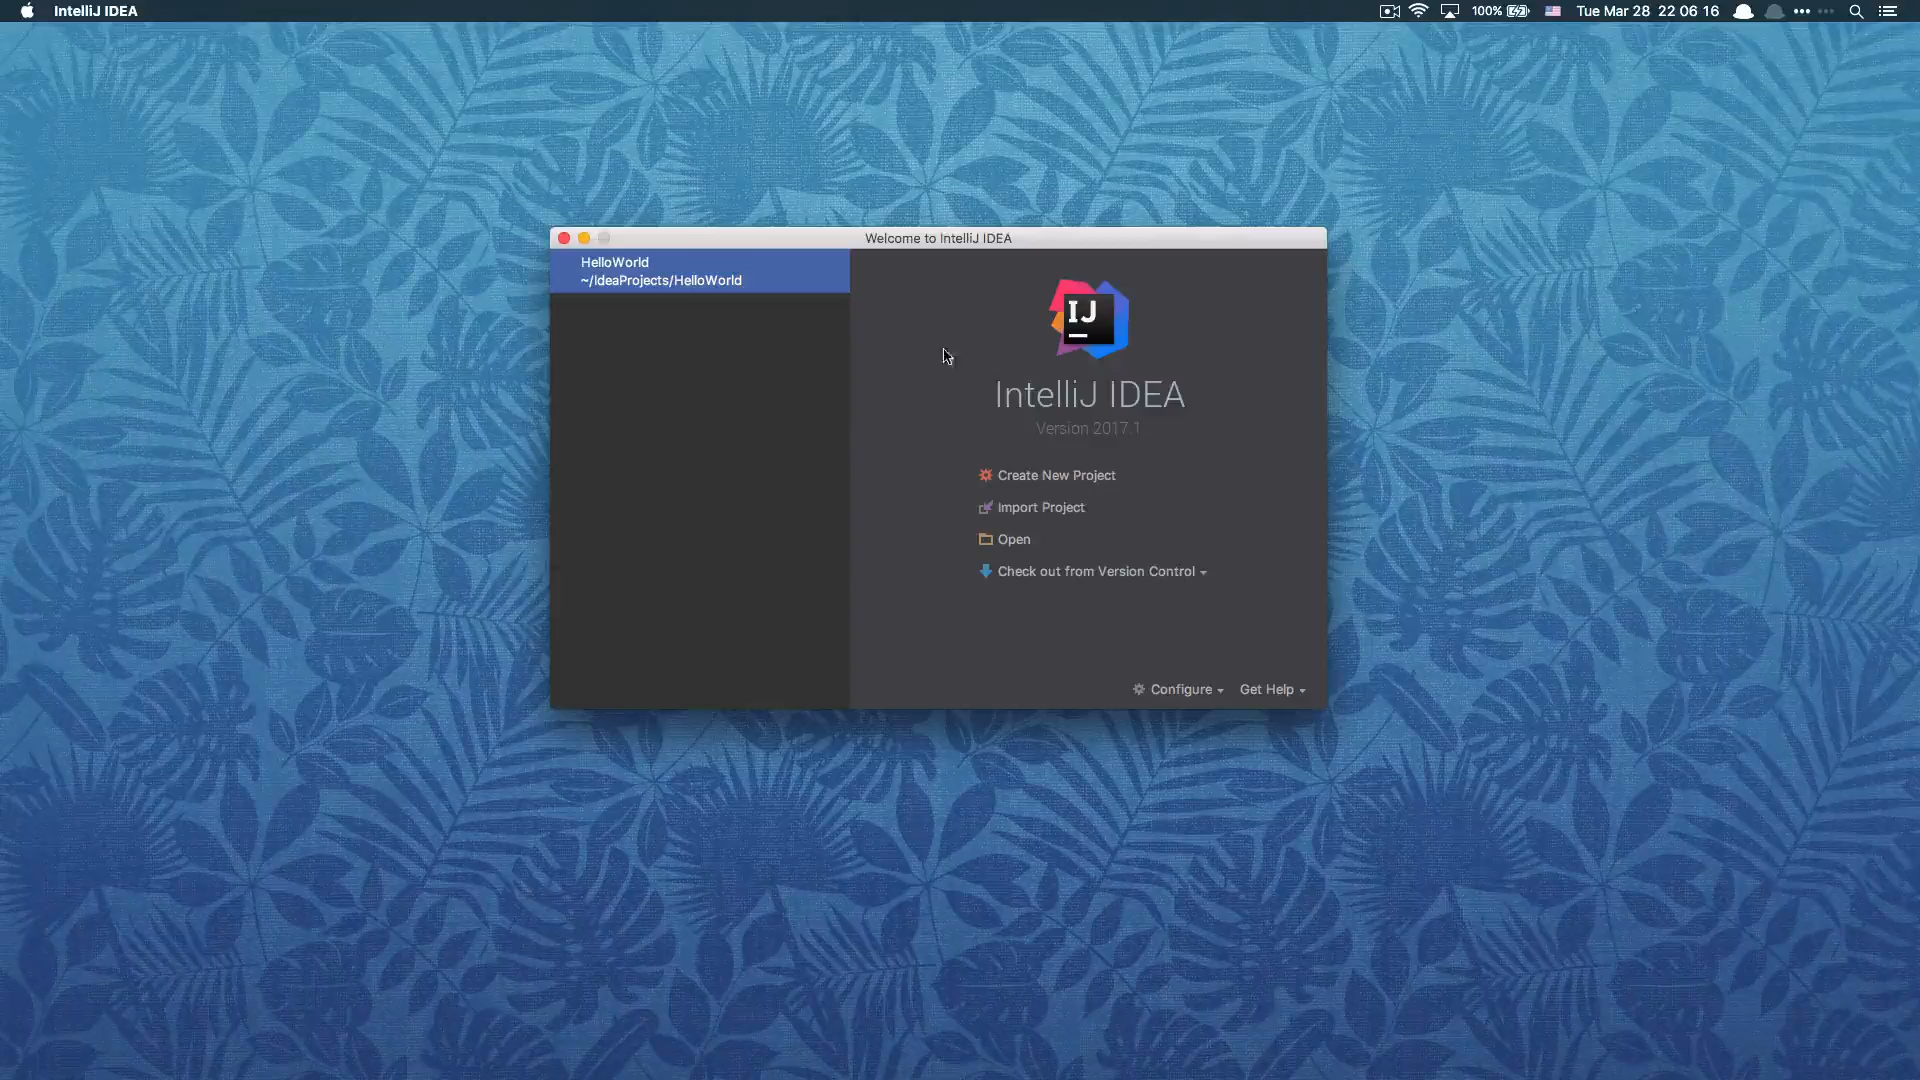 IntelliJ IDEA
100%
Tue Mar 28 22 06 16
Welcome to IntelliJ IDEA
HelloWorld
~/IdeaProjects/HelloWorld
IJ
IntelliJ IDEA
Version 2017.1
Create New Project
Import Project
Open
Check out from Version Control
Configure
Get Help